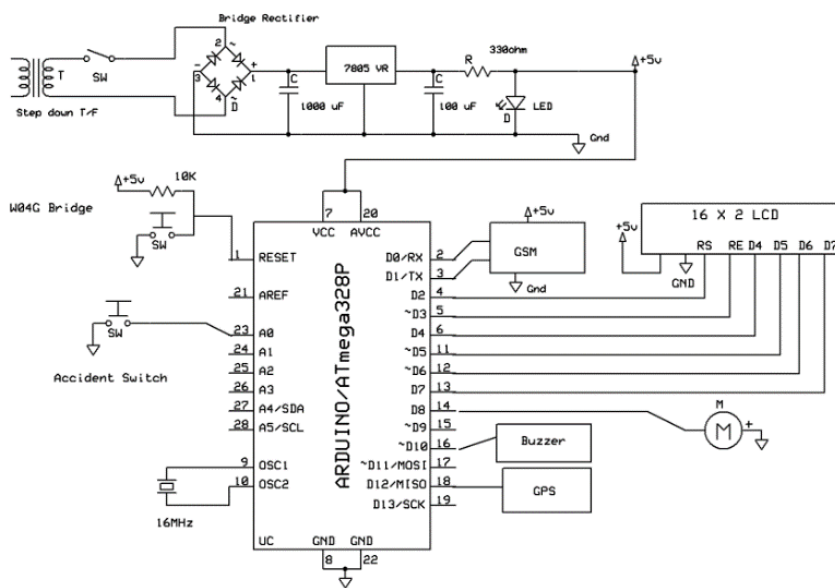 Bridge Rectifier
2 ~
- +
3 1
4 ~
D
T
SW
Step down T/F
C
1000 uF
7805 VR
C
100 uF
R
330ohm
D
LED
+5v
Gnd
+5v
10K
W04G Bridge
SW
SW
Accident Switch
16MHz
7 20
VCC AVCC
1 RESET
21 AREF
23 A0
24 A1
25 A2
26 A3
27 A4/SDA
28 A5/SCL
9 OSC1
10 OSC2
UC
GND GND
8 22
ARDUINO/ATmega328P
D0/RX 2
D1/TX 3
D2 4
~D3 5
D4 6
~D5 11
~D6 12
D7 13
D8 14
~D9 15
~D10 16
~D11/MOSI 17
D12/MISO 18
D13/SCK 19
+5v
GSM
Gnd
16 X 2 LCD
+5v
GND
RS RE D4 D5 D6 D7
M
M
+
Buzzer
GPS